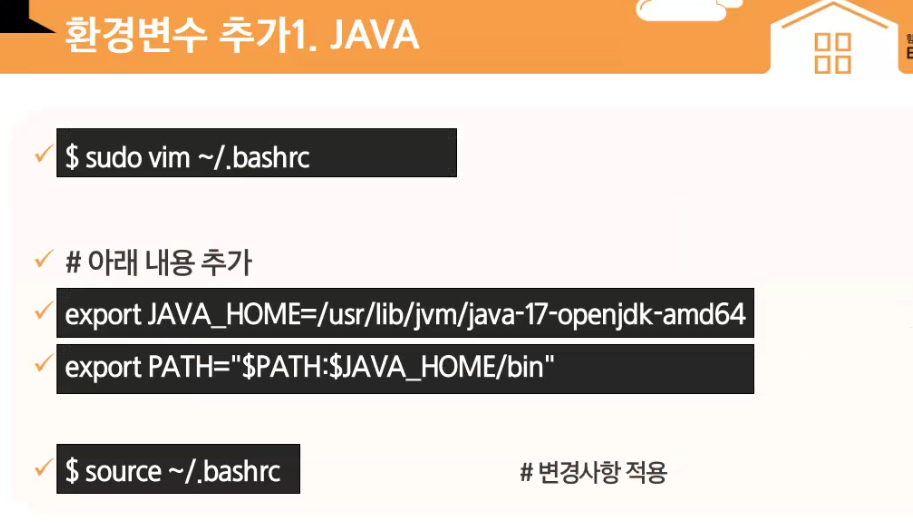 환경변수 추가1. JAVA
$ sudo vim ~/.bashrc
# 아래 내용 추가
export JAVA_HOME=/usr/lib/jvm/java-17-openjdk-amd64
export PATH="$PATH:$JAVA_HOME/bin"
$ source ~/.bashrc # 변경사항 적용